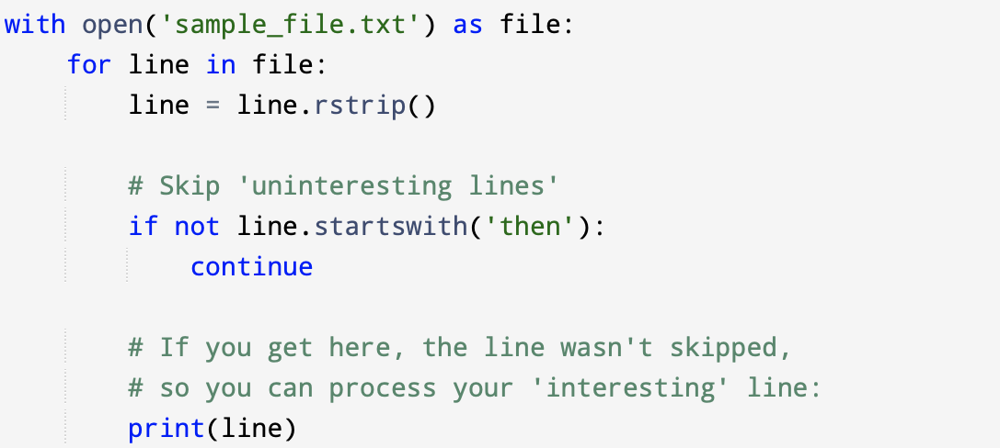 with open('sample_file.txt') as file:
    for line in file:
        line = line.rstrip()

        # Skip 'uninteresting lines'
        if not line.startswith('then'):
            continue

        # If you get here, the line wasn't skipped,
        # so you can process your 'interesting' line:
        print(line)